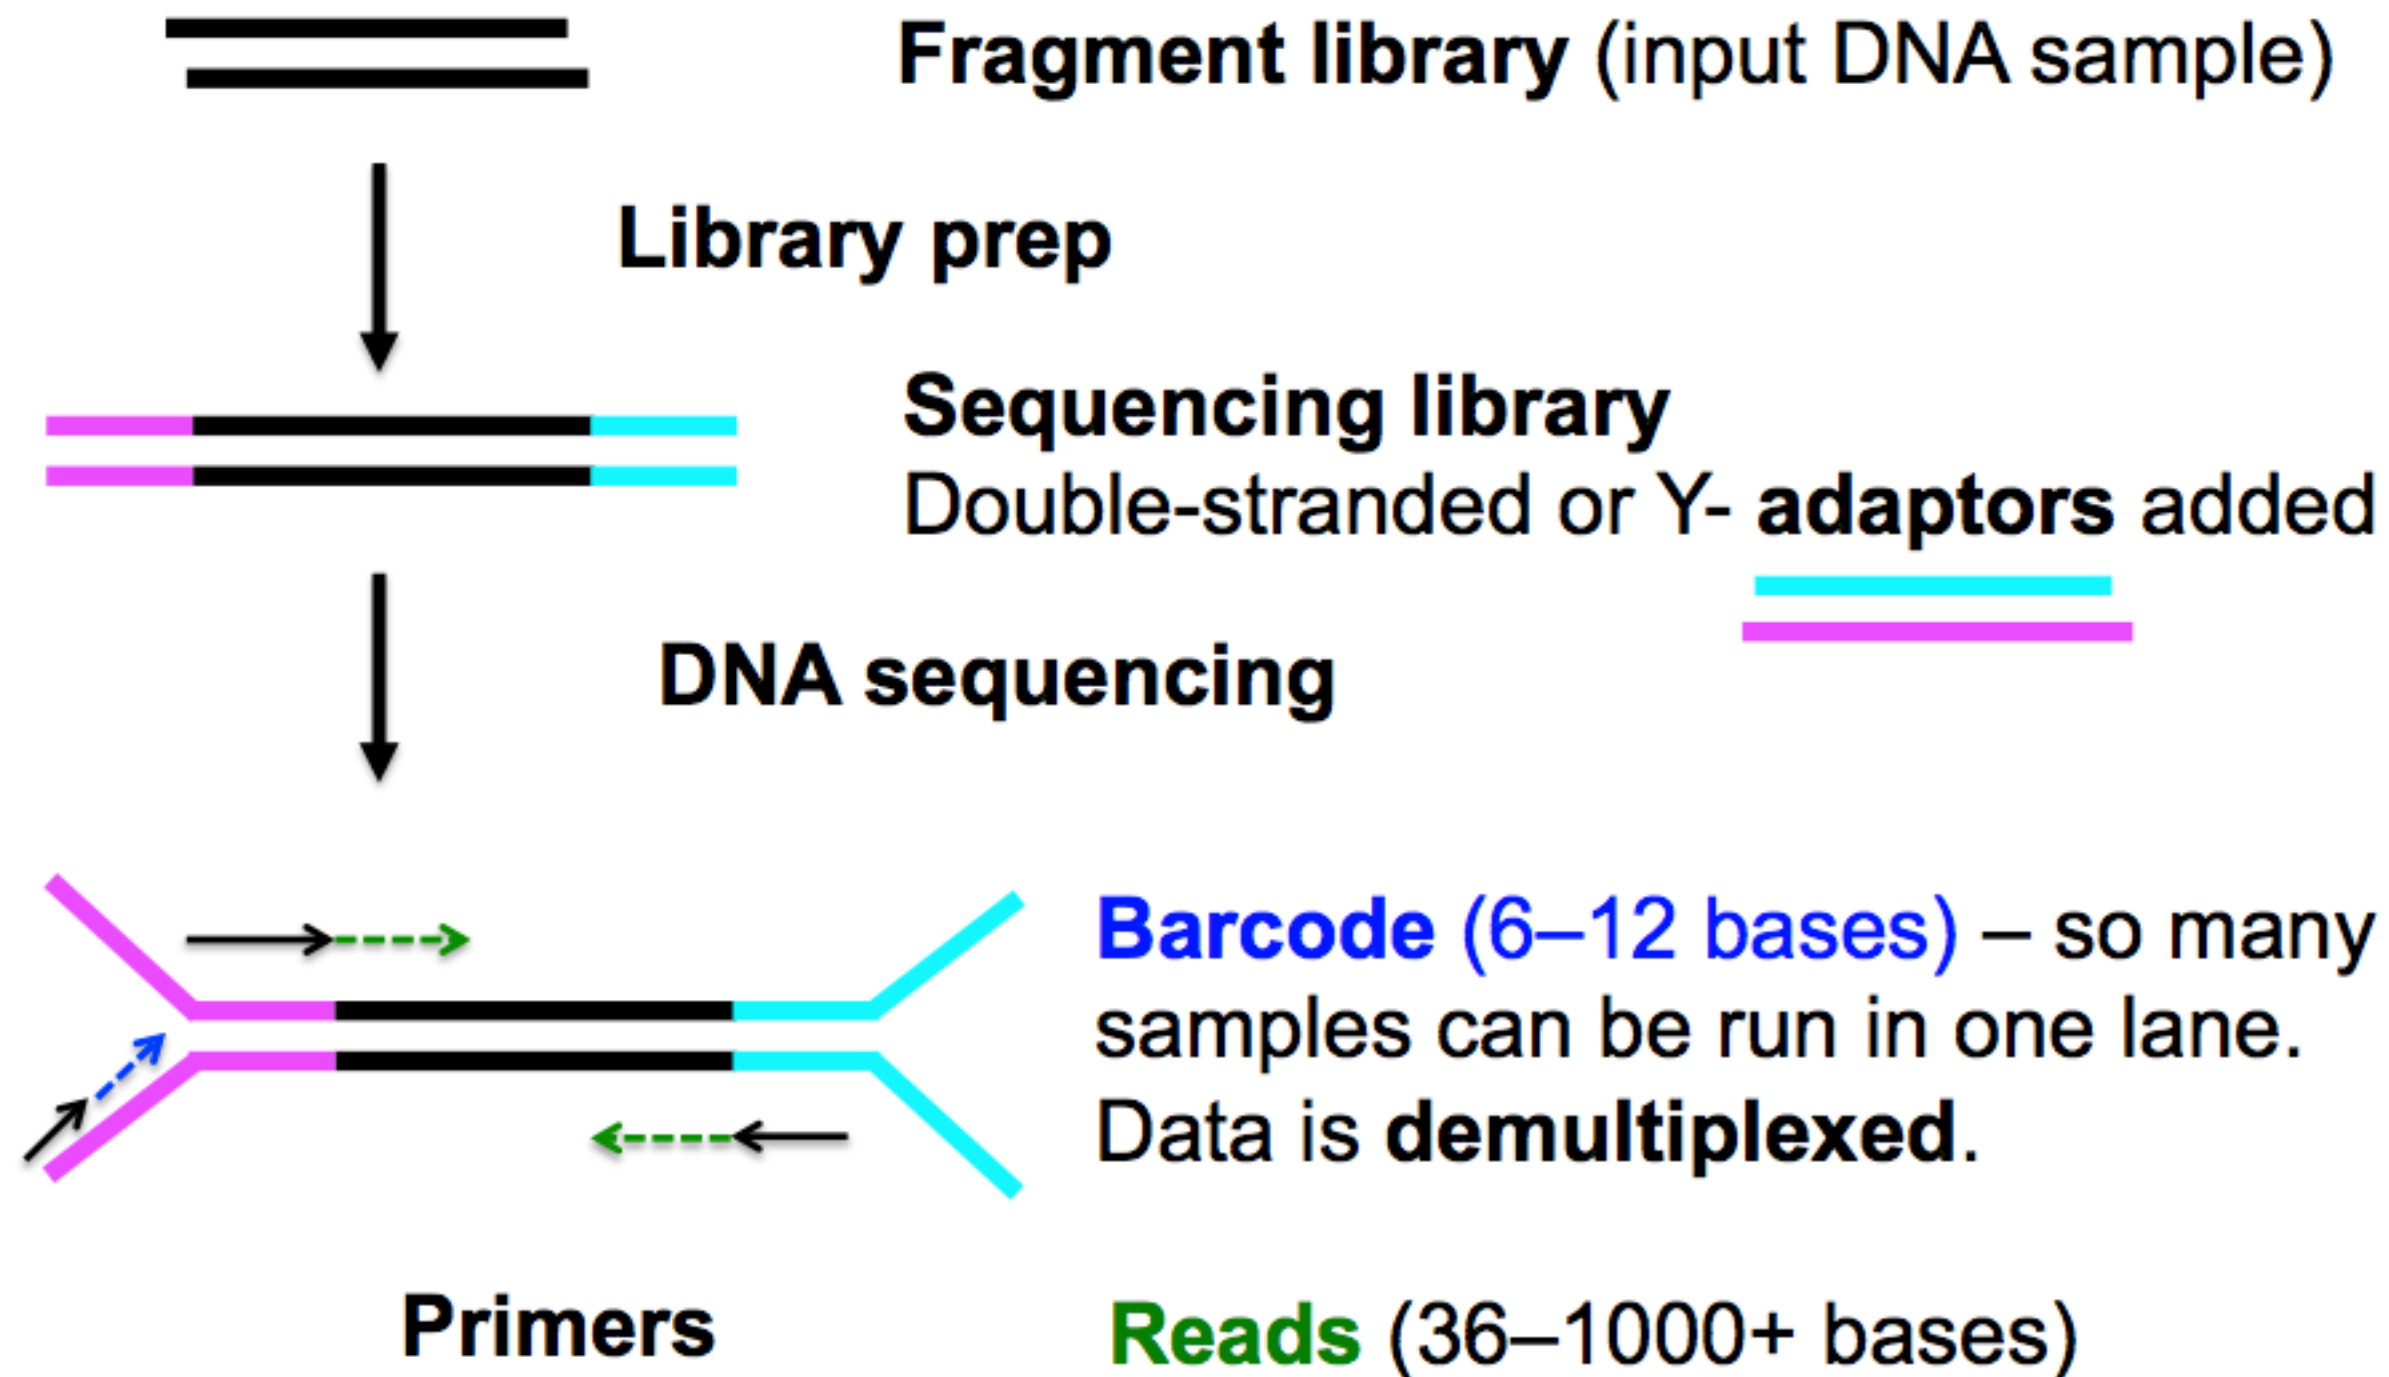 Fragment library (input DNA sample)
Library prep
Sequencing library
Double-stranded or Y- adaptors added
DNA sequencing
Barcode (6–12 bases) – so many
samples can be run in one lane.
Data is demultiplexed.
Primers
Reads (36–1000+ bases)